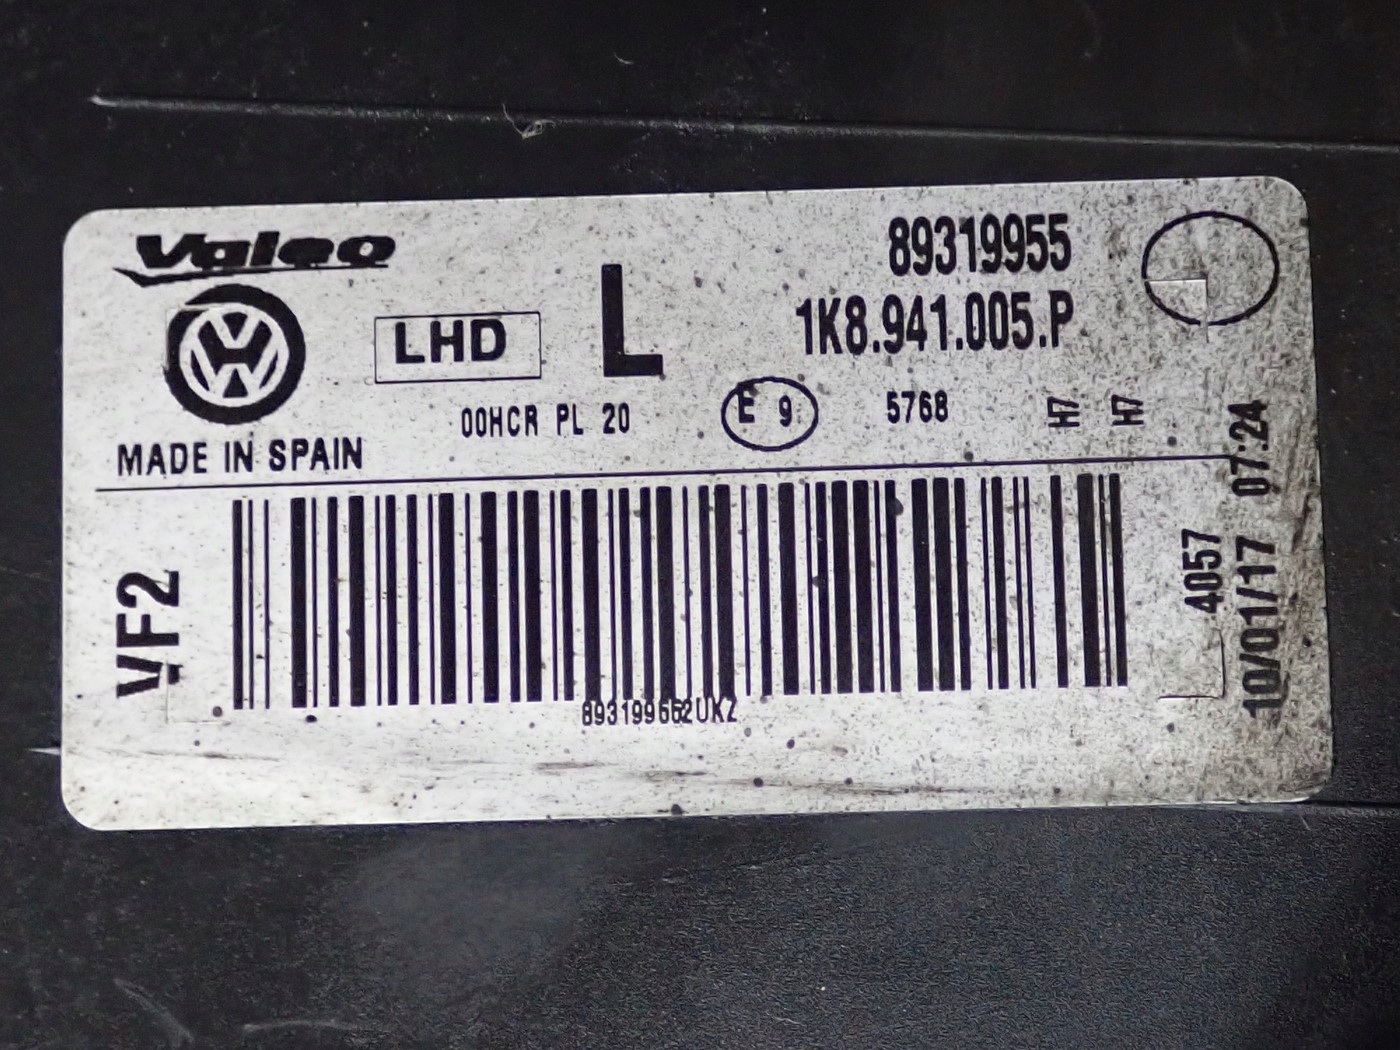 Valeo
89319955
LHD
L
1K8.941.005.P
00HCR PL 20
E 9
5768
H7
H7
MADE IN SPAIN
VF2
4057
10/01/17 07:24